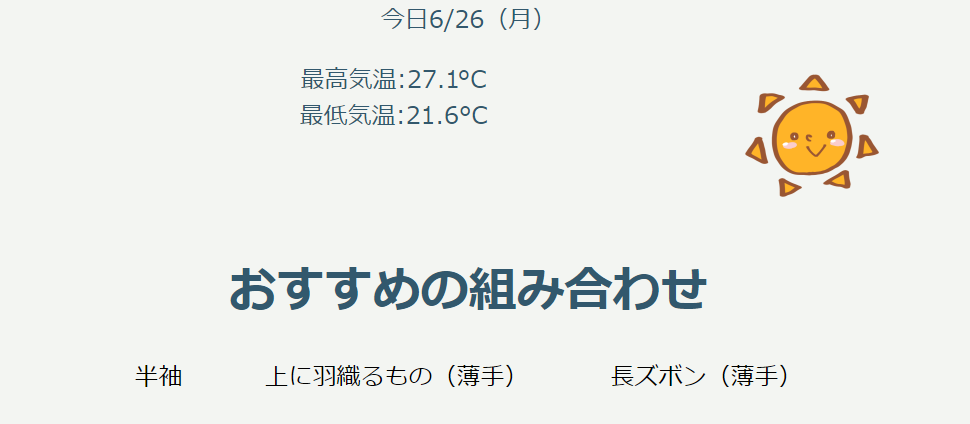 今日6/26（月）
最高気温:27.1°C
最低気温:21.6°C
おすすめの組み合わせ
半袖 上に羽織るもの（薄手） 長ズボン（薄手）